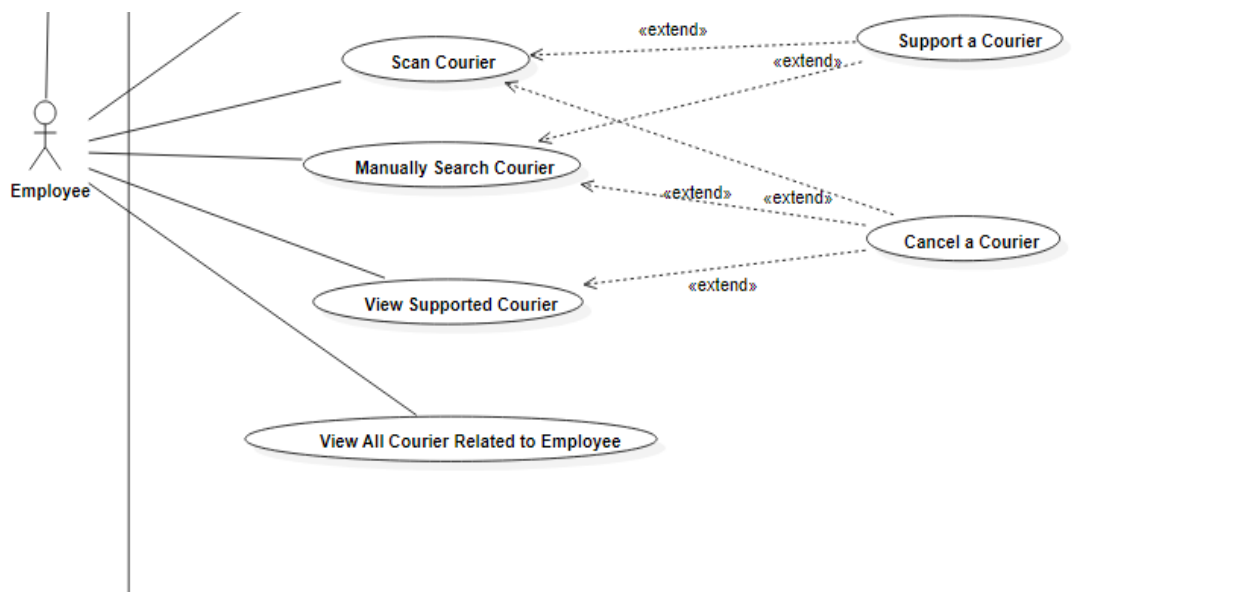 «extend»
Support a Courier
Scan Courier
«extend»
Manually Search Courier
Employee
«extend»
«extend»
Cancel a Courier
«extend»
View Supported Courier
View All Courier Related to Employee